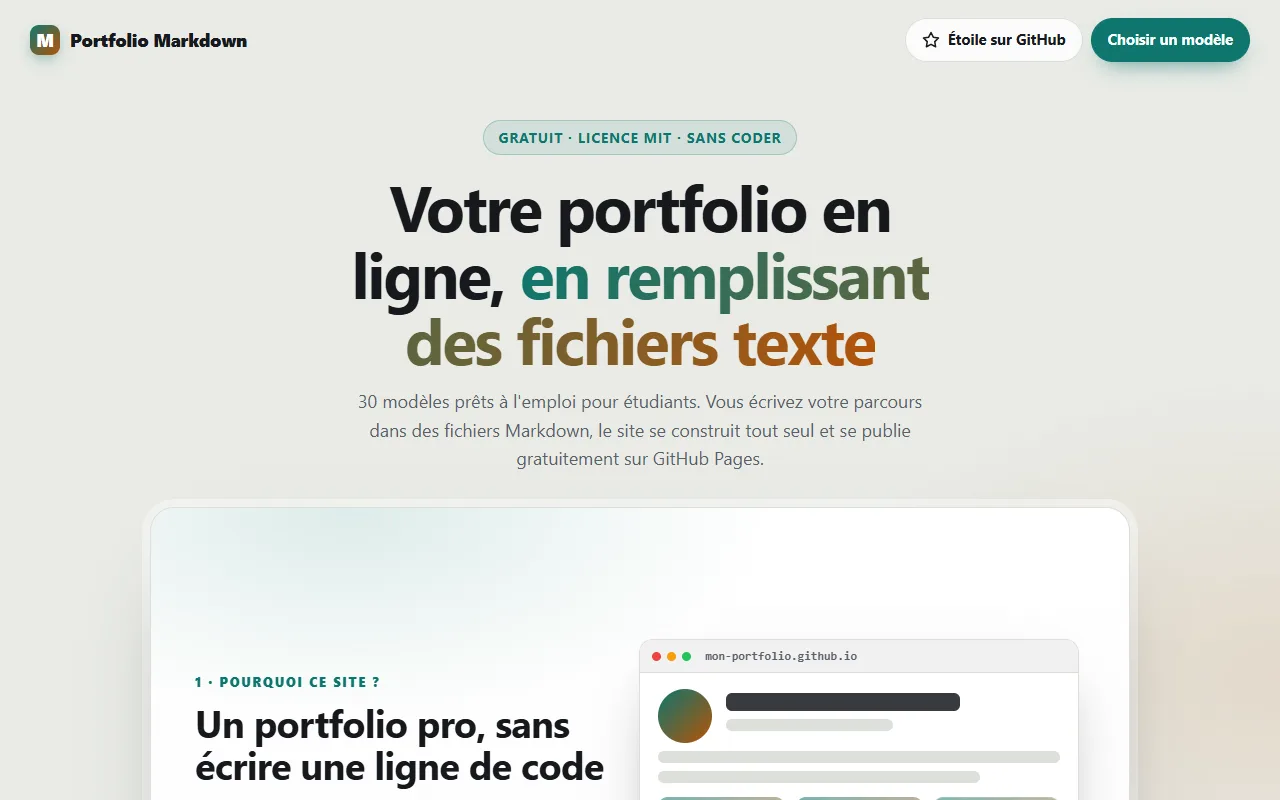 M
Portfolio Markdown
Étoile sur GitHub
Choisir un modèle
GRATUIT · LICENCE MIT · SANS CODER
Votre portfolio en
ligne, en remplissant
des fichiers texte
30 modèles prêts à l'emploi pour étudiants. Vous écrivez votre parcours
dans des fichiers Markdown, le site se construit tout seul et se publie
gratuitement sur GitHub Pages.
mon-portfolio.github.io
1 · POURQUOI CE SITE ?
Un portfolio pro, sans
écrire une ligne de code